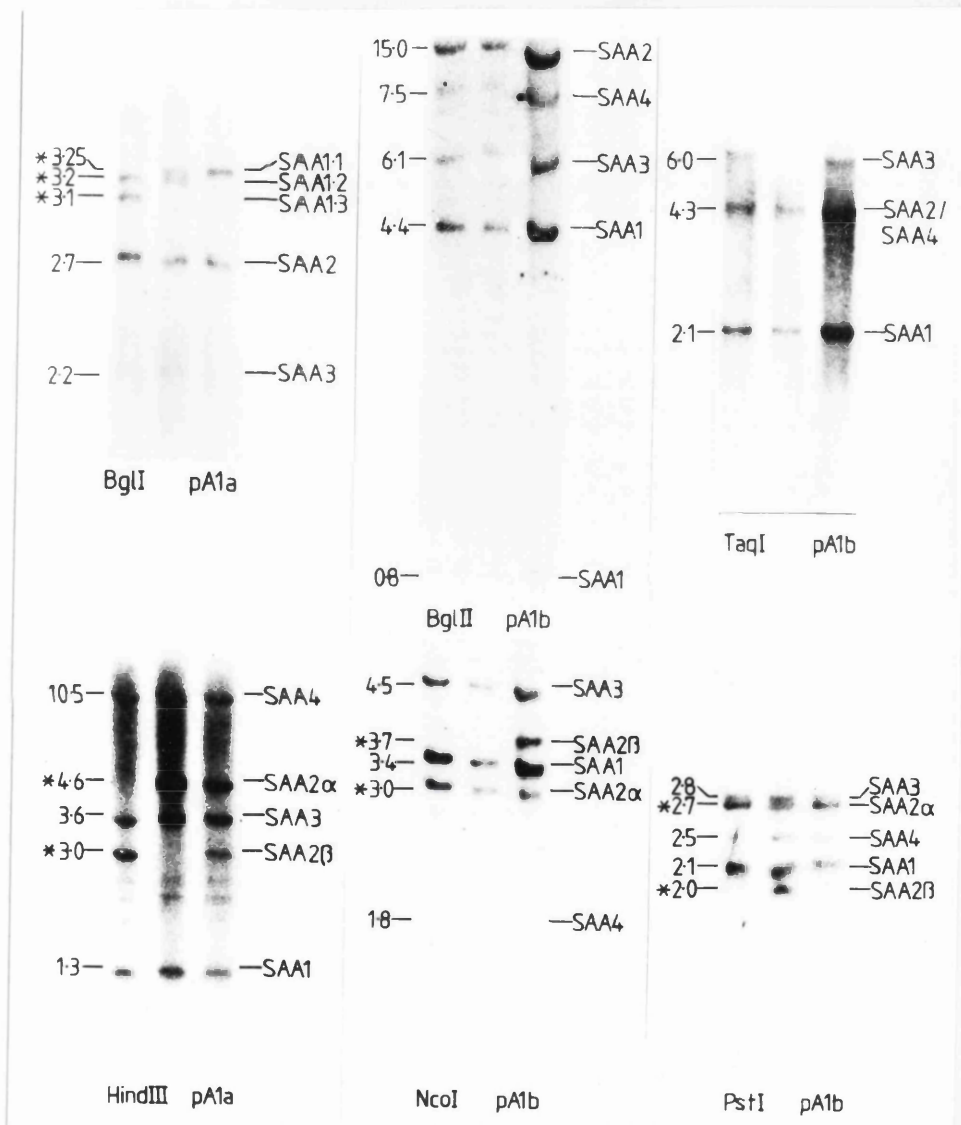 *3·25
*3·2
*3·1
2·7
2·2
SAA1·1
SAA1·2
SAA1·3
SAA2
SAA3
BglI pA1a
15·0
7·5
6·1
4·4
0·8
SAA2
SAA4
SAA3
SAA1
SAA1
BglII pA1b
6·0
4·3
2·1
SAA3
SAA2/
SAA4
SAA1
TaqI pA1b
10·5
*4·6
3·6
*3·0
1·3
SAA4
SAA2α
SAA3
SAA2β
SAA1
HindIII pA1a
4·5
*3·7
3·4
*3·0
1·8
SAA3
SAA2β
SAA1
SAA2α
SAA4
NcoI pA1b
2·8
*2·7
2·5
2·1
*2·0
SAA3
SAA2α
SAA4
SAA1
SAA2β
PstI pA1b